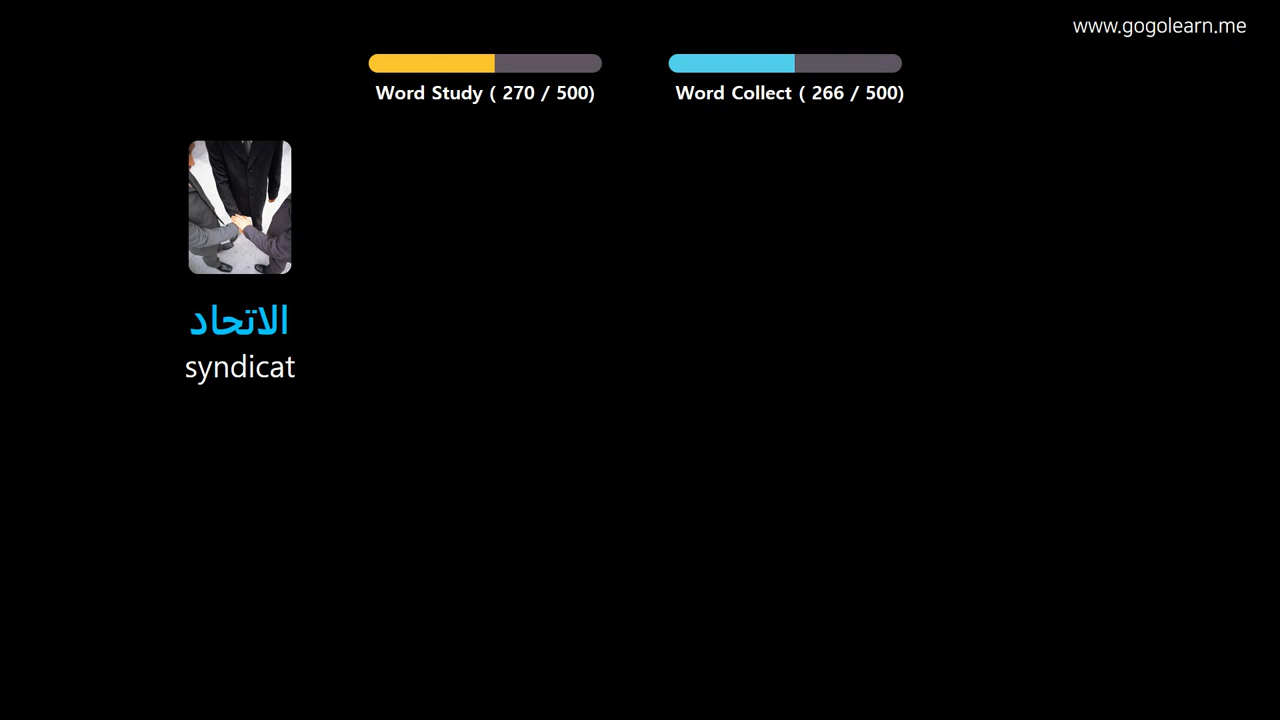 www.gogolearn.me
Word Study ( 270 / 500)
Word Collect ( 266 / 500)
الاتحاد
syndicat